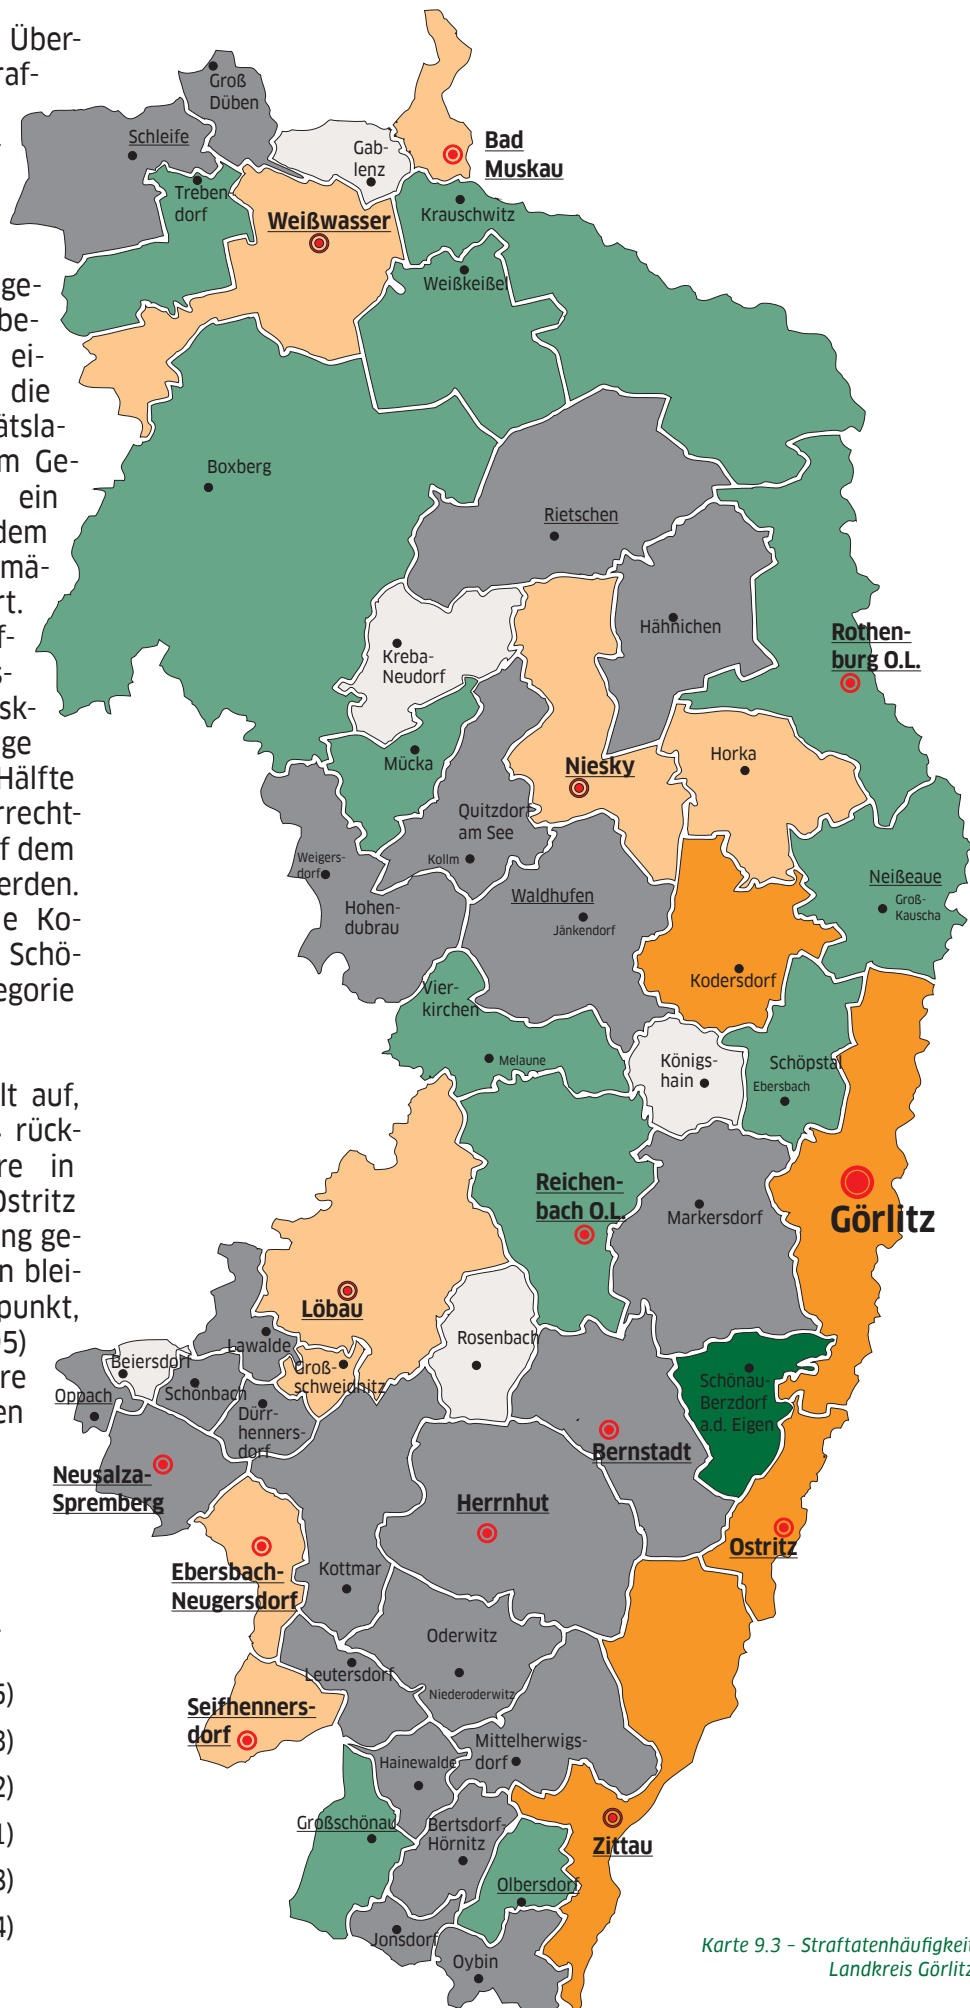 Über-
raf-
ge-
be-
ei-
die
ätsla-
m Ge-
ein
dem
mä-
rt.
f-
s-
sk-
ge
Hälfte
rrecht-
f dem
erden.
e Ko-
Schö-
egorie
lt auf,
rück-
re in
Ostritz
ng ge-
n blei-
punkt,
95)
re
en
5)
3)
2)
1)
3)
4)
Groß
Düben
Schleife
Gab-
lenz
Bad
Muskau
Treben
dorf
Weißwasser
Krauschwitz
Weißkeißel
Boxberg
Rietschen
Hähnichen
Rothen-
burg O.L.
Kreba-
Neudorf
Mücka
Niesky
Horka
Quitzdorf
am See
Kollm
Weigers-
dorf
Hohen-
dubrau
Waldhufen
Jänkendorf
Neißeaue
Groß-
Kauscha
Kodersdorf
Vier-
kirchen
Melaune
Königs-
hain
Schöpstal
Ebersbach
Reichen-
bach O.L.
Markersdorf
Görlitz
Löbau
Rosenbach
Lawalde
Groß-
schweidnitz
Beiersdorf
Oppach
Schönbach
Dürr-
henners-
dorf
Schönau-
Berzdorf
a.d. Eigen
Bernstadt
Neusalza-
Spremberg
Herrnhut
Ostritz
Ebersbach-
Neugersdorf
Kottmar
Oderwitz
Niederoderwitz
Leutersdorf
Seifhenners-
dorf
Mittelherwigs-
dorf
Hainewalde
Großschönau
Bertsdorf-
Hörnitz
Zittau
Olbersdorf
Jonsdorf
Oybin
Karte 9.3 – Straftatenhäufigkeit
Landkreis Görlitz